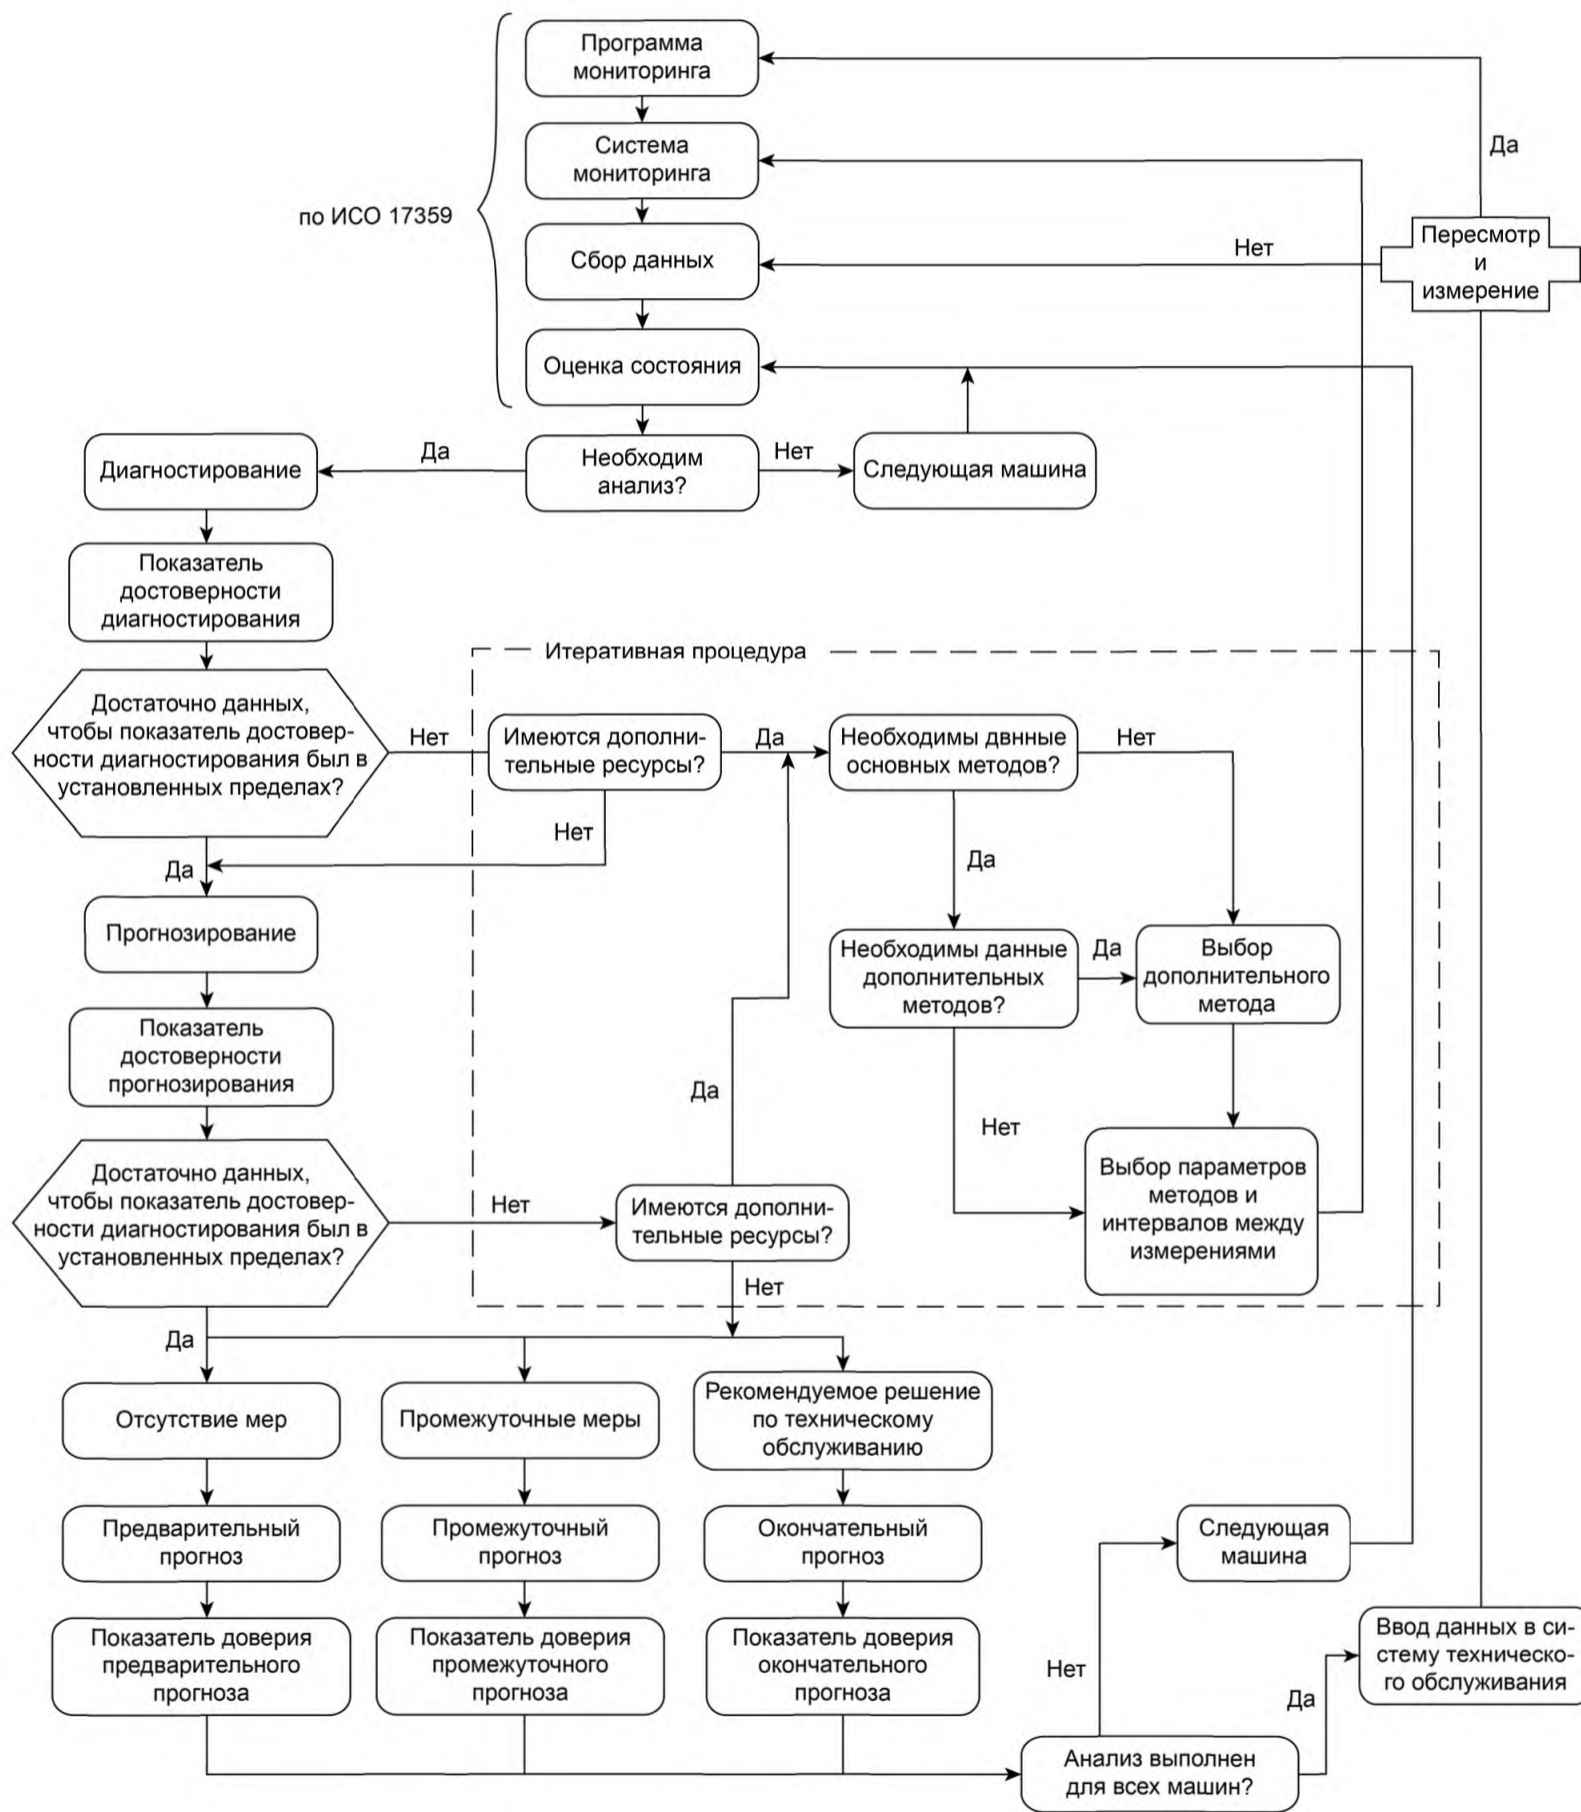 Программа
мониторинга
Система
мониторинга
Да
по ИСО 17359
Пересмотр
и
измерение
Нет
Сбор данных
Оценка состояния
Да
Необходим
анализ?
Нет
Следующая машина
Диагностирование
Показатель
достоверности
диагностирования
Итеративная процедура
Достаточно данных,
чтобы показатель достовер-
ности диагностирования был в
установленных пределах?
Нет
Имеются дополни-
тельные ресурсы?
Да
Необходимы двнные
основных методов?
Нет
Нет
Да
Да
Прогнозирование
Необходимы данные
дополнительных
методов?
Да
Выбор
дополнительного
метода
Показатель
достоверности
прогнозирования
Да
Нет
Выбор параметров
методов и
интервалов между
измерениями
Достаточно данных,
чтобы показатель достовер-
ности диагностирования был в
установленных пределах?
Нет
Имеются дополни-
тельные ресурсы?
Нет
Да
Отсутствие мер
Промежуточные меры
Рекомендуемое решение
по техническому
обслуживанию
Предварительный
прогноз
Промежуточный
прогноз
Окончательный
прогноз
Следующая
машина
Показатель доверия
предварительного
прогноза
Показатель доверия
промежуточного
прогноза
Показатель доверия
окончательного
прогноза
Нет
Да
Ввод данных в си-
стему техническо-
го обслуживания
Анализ выполнен
для всех машин?